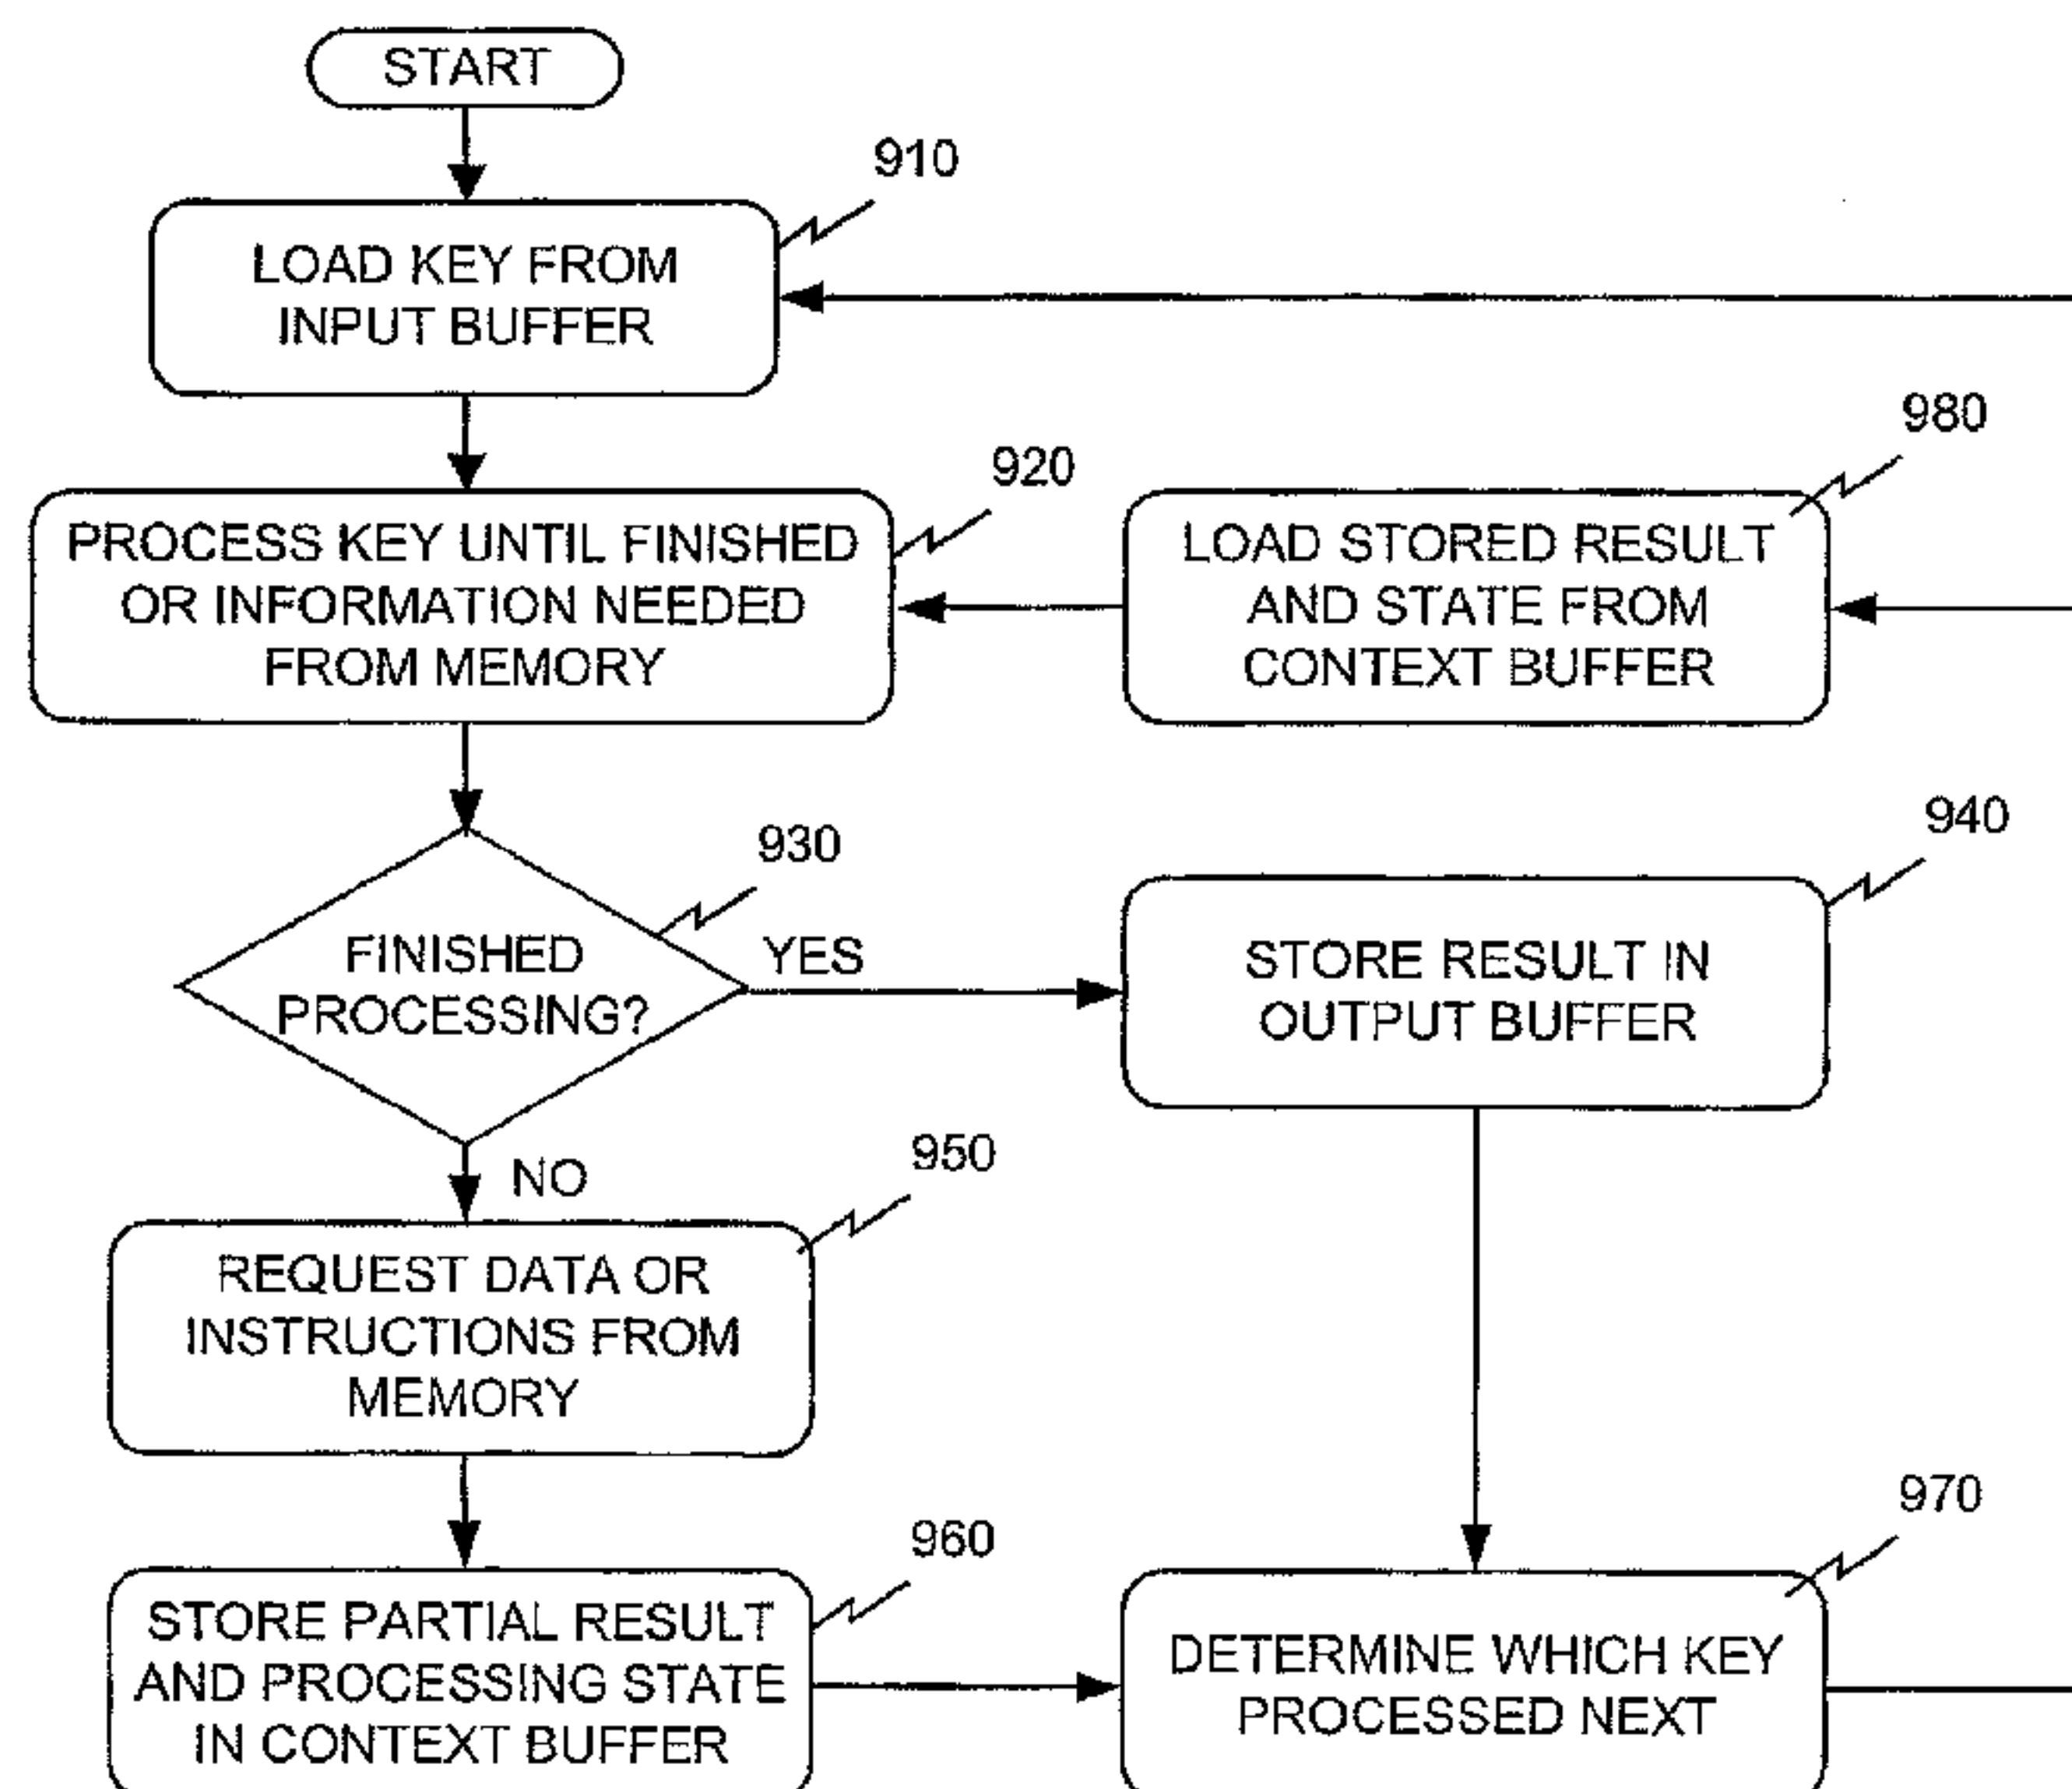 START
910
LOAD KEY FROM
INPUT BUFFER
980
920
PROCESS KEY UNTIL FINISHED
OR INFORMATION NEEDED
FROM MEMORY
LOAD STORED RESULT
AND STATE FROM
CONTEXT BUFFER
940
930
FINISHED
PROCESSING?
YES
STORE RESULT IN
OUTPUT BUFFER
NO
950
REQUEST DATA OR
INSTRUCTIONS FROM
MEMORY
970
960
STORE PARTIAL RESULT
AND PROCESSING STATE
IN CONTEXT BUFFER
DETERMINE WHICH KEY
PROCESSED NEXT